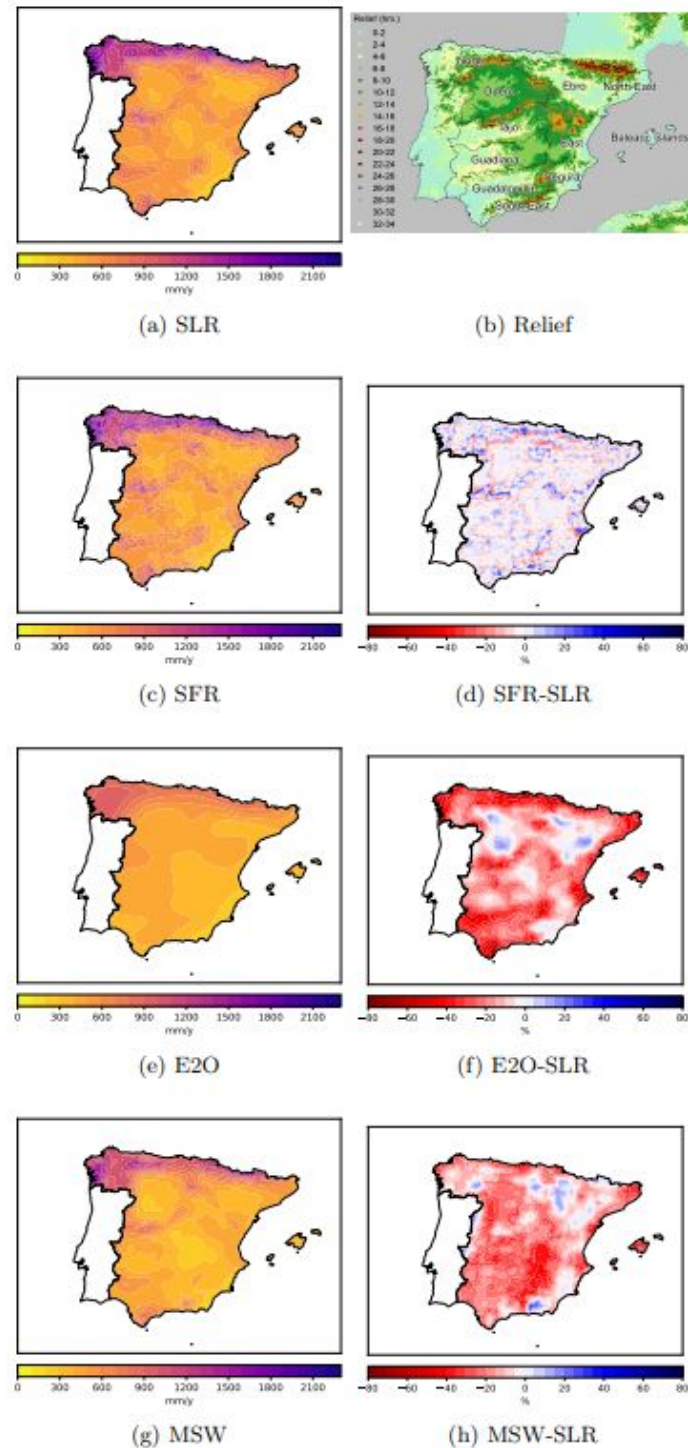 Relief (hm.)
0-2
2-4
4-6
6-8
8-10
10-12
12-14
14-16
16-18
18-20
20-22
22-24
24-26
26-28
28-30
30-32
32-34
Duero
Ebro
North-East
Tajo
East
Balearic Islands
Guadiana
Segura
Guadalquivir
South-East
0 300 600 900 1200 1500 1800 2100
mm/y
(a) SLR
(b) Relief
0 300 600 900 1200 1500 1800 2100
mm/y
−80 −60 −40 −20 0 20 40 60 80
%
(c) SFR
(d) SFR-SLR
0 300 600 900 1200 1500 1800 2100
mm/y
−80 −60 −40 −20 0 20 40 60 80
%
(e) E2O
(f) E2O-SLR
0 300 600 900 1200 1500 1800 2100
mm/y
−80 −60 −40 −20 0 20 40 60 80
%
(g) MSW
(h) MSW-SLR